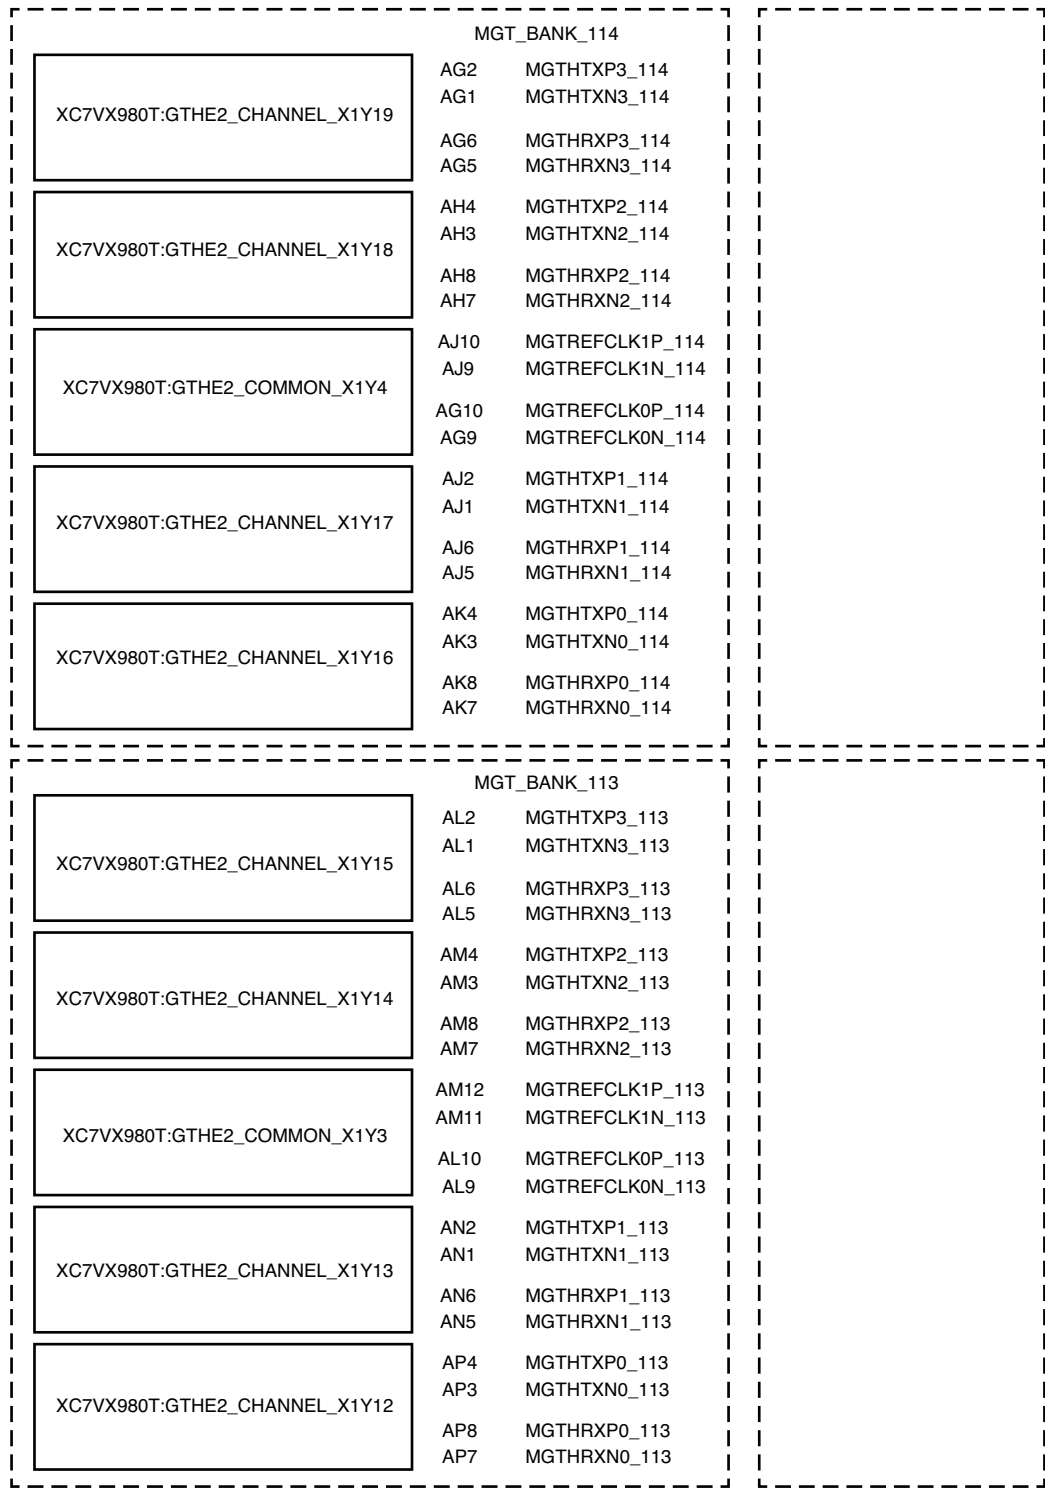 MGT_BANK_114
AG2 MGTHTXP3_114
AG1 MGTHTXN3_114
XC7VX980T:GTHE2_CHANNEL_X1Y19
AG6 MGTHRXP3_114
AG5 MGTHRXN3_114
AH4 MGTHTXP2_114
AH3 MGTHTXN2_114
XC7VX980T:GTHE2_CHANNEL_X1Y18
AH8 MGTHRXP2_114
AH7 MGTHRXN2_114
AJ10 MGTREFCLK1P_114
AJ9 MGTREFCLK1N_114
XC7VX980T:GTHE2_COMMON_X1Y4
AG10 MGTREFCLK0P_114
AG9 MGTREFCLK0N_114
AJ2 MGTHTXP1_114
AJ1 MGTHTXN1_114
XC7VX980T:GTHE2_CHANNEL_X1Y17
AJ6 MGTHRXP1_114
AJ5 MGTHRXN1_114
AK4 MGTHTXP0_114
AK3 MGTHTXN0_114
XC7VX980T:GTHE2_CHANNEL_X1Y16
AK8 MGTHRXP0_114
AK7 MGTHRXN0_114
MGT_BANK_113
AL2 MGTHTXP3_113
AL1 MGTHTXN3_113
XC7VX980T:GTHE2_CHANNEL_X1Y15
AL6 MGTHRXP3_113
AL5 MGTHRXN3_113
AM4 MGTHTXP2_113
AM3 MGTHTXN2_113
XC7VX980T:GTHE2_CHANNEL_X1Y14
AM8 MGTHRXP2_113
AM7 MGTHRXN2_113
AM12 MGTREFCLK1P_113
AM11 MGTREFCLK1N_113
XC7VX980T:GTHE2_COMMON_X1Y3
AL10 MGTREFCLK0P_113
AL9 MGTREFCLK0N_113
AN2 MGTHTXP1_113
AN1 MGTHTXN1_113
XC7VX980T:GTHE2_CHANNEL_X1Y13
AN6 MGTHRXP1_113
AN5 MGTHRXN1_113
AP4 MGTHTXP0_113
AP3 MGTHTXN0_113
XC7VX980T:GTHE2_CHANNEL_X1Y12
AP8 MGTHRXP0_113
AP7 MGTHRXN0_113